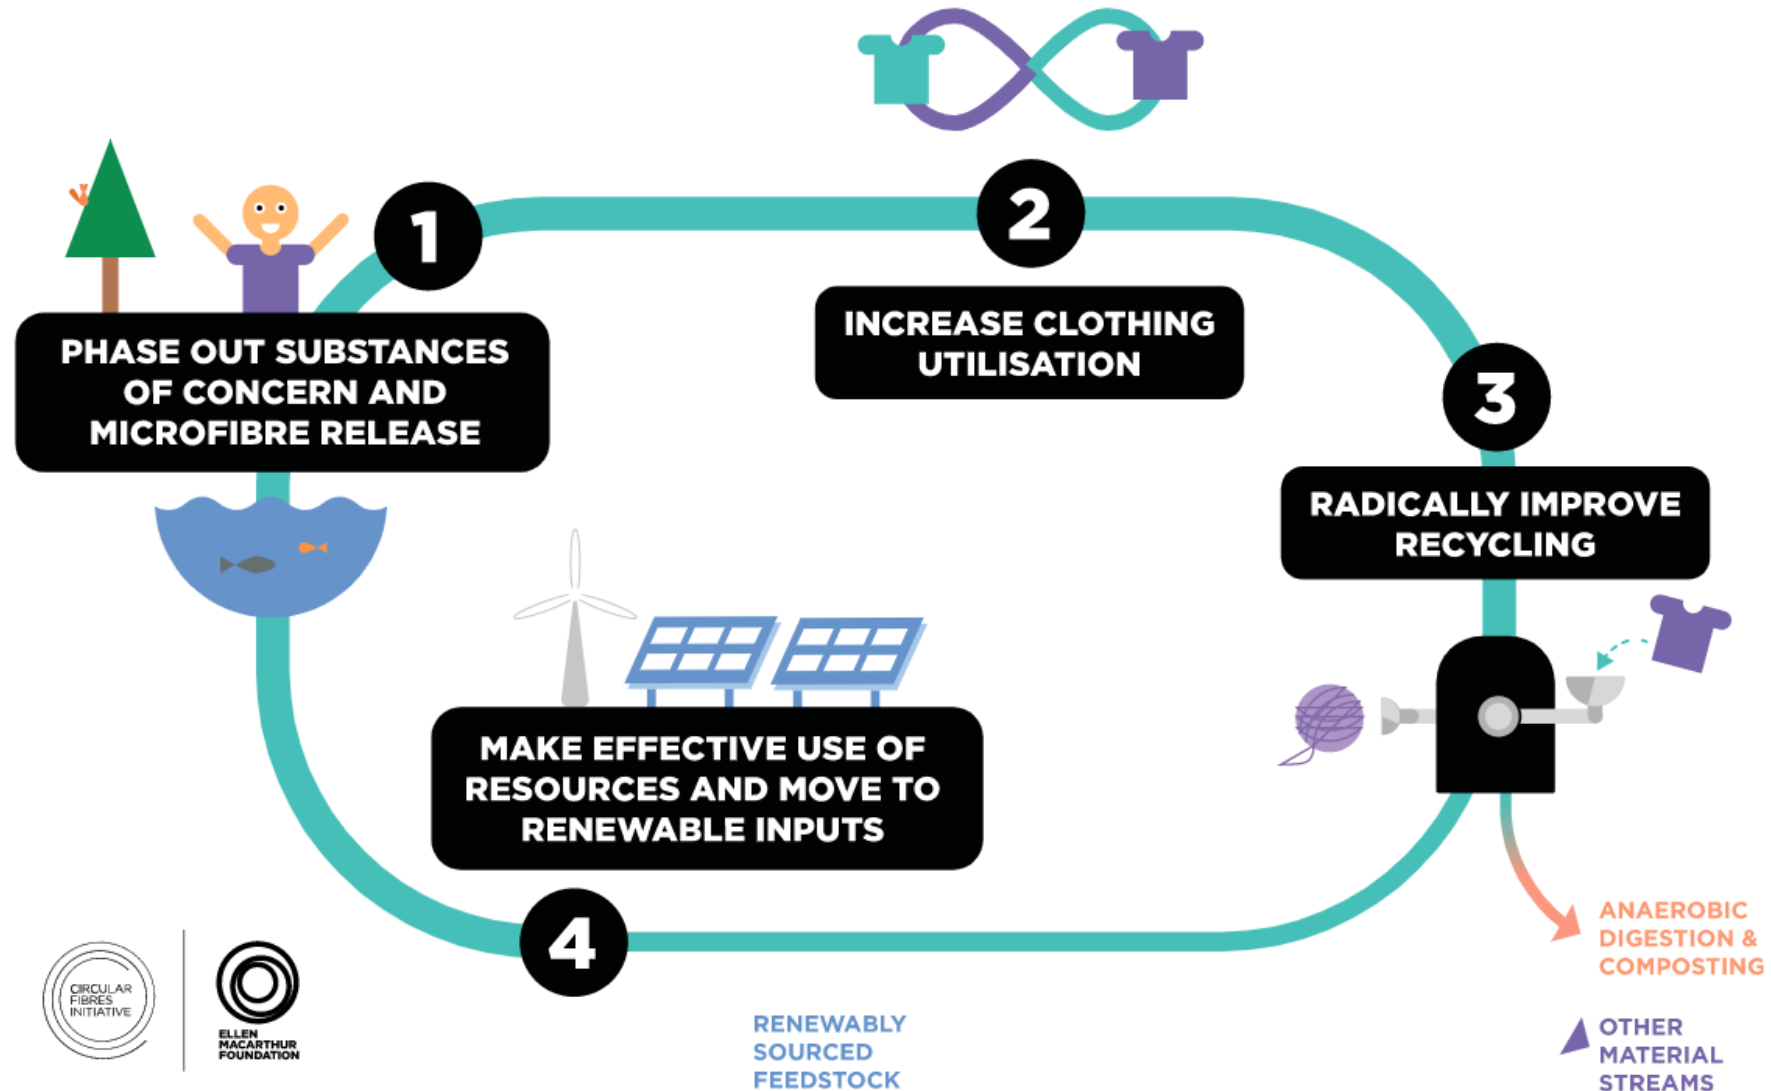 1
PHASE OUT SUBSTANCES
OF CONCERN AND
MICROFIBRE RELEASE
2
INCREASE CLOTHING
UTILISATION
3
RADICALLY IMPROVE
RECYCLING
MAKE EFFECTIVE USE OF
RESOURCES AND MOVE TO
RENEWABLE INPUTS
4
ANAEROBIC
DIGESTION &
COMPOSTING
OTHER
MATERIAL
STREAMS
RENEWABLY
SOURCED
FEEDSTOCK
CIRCULAR
FIBRES
INITIATIVE
ELLEN
MACARTHUR
FOUNDATION